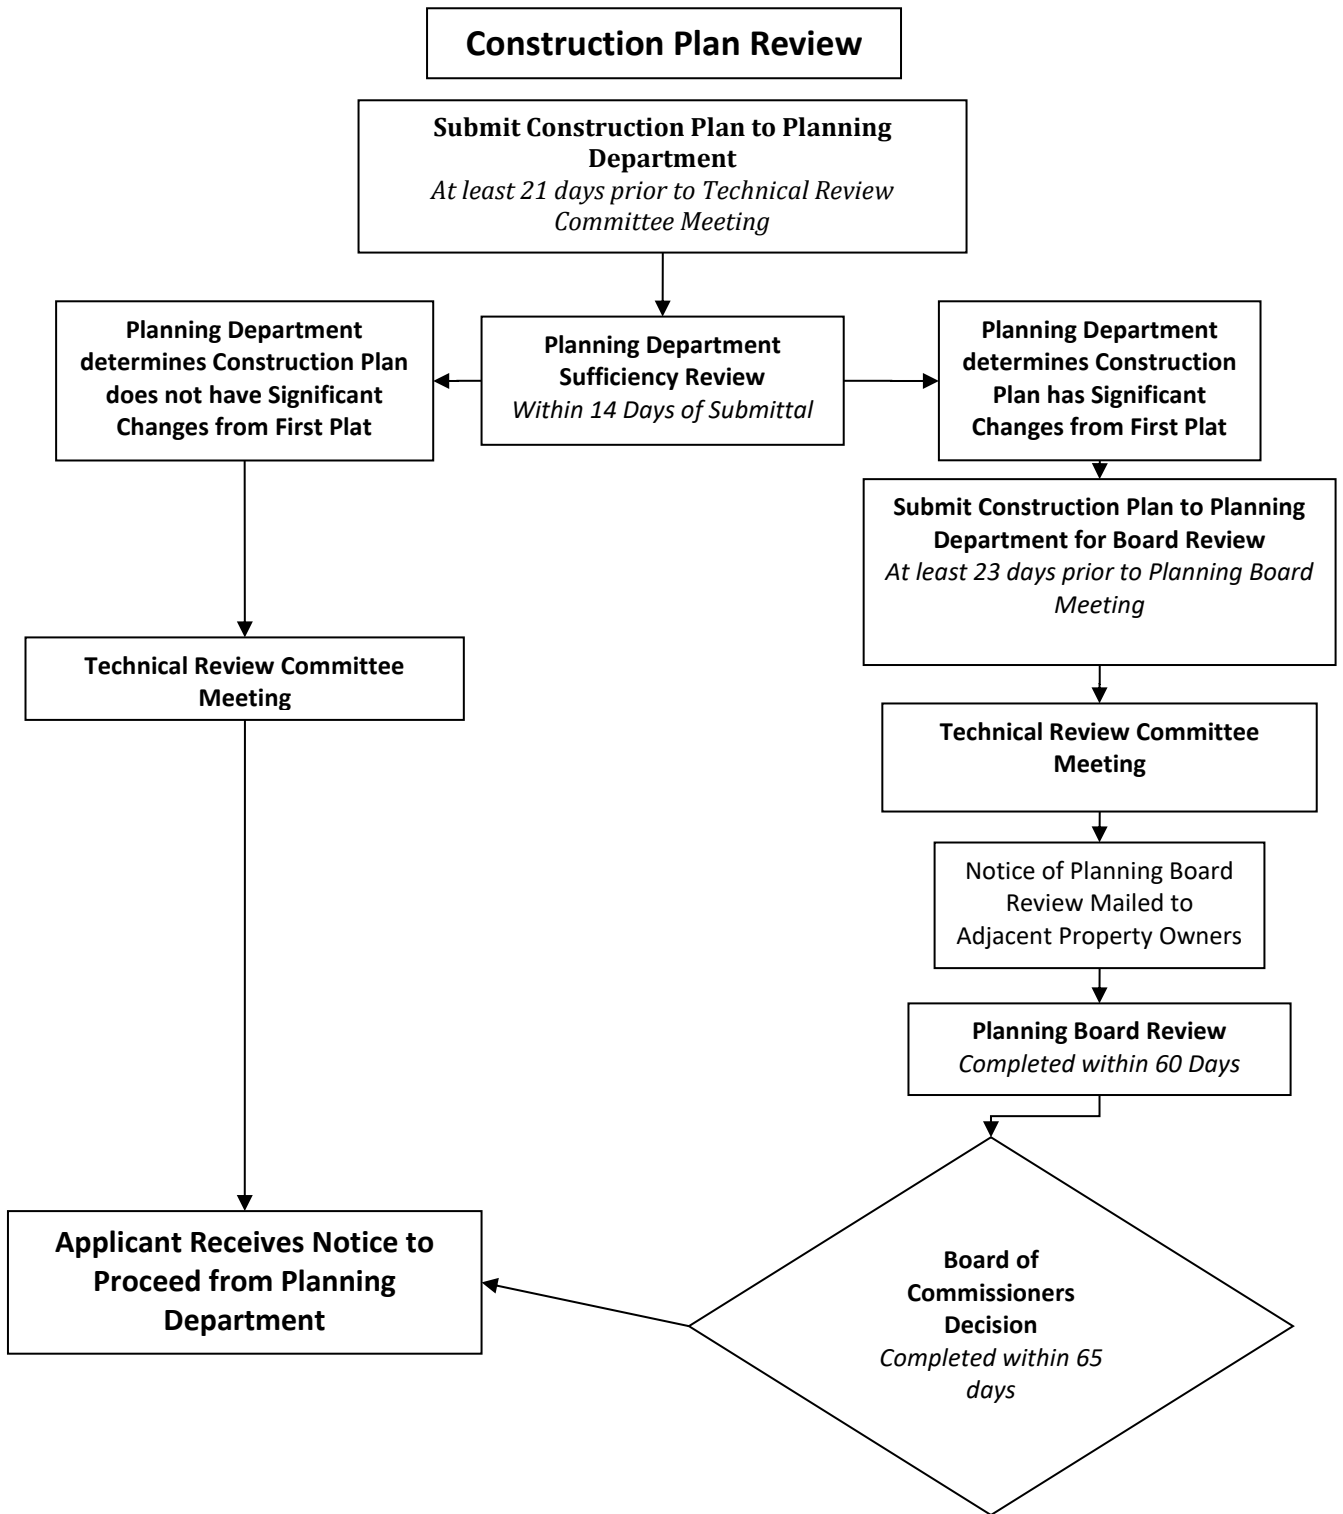 Construction Plan Review
Submit Construction Plan to Planning
Department
At least 21 days prior to Technical Review
Committee Meeting
Planning Department
determines Construction Plan
does not have Significant
Changes from First Plat
Planning Department
Sufficiency Review
Within 14 Days of Submittal
Planning Department
determines Construction
Plan has Significant
Changes from First Plat
Submit Construction Plan to Planning
Department for Board Review
At least 23 days prior to Planning Board
Meeting
Technical Review Committee
Meeting
Technical Review Committee
Meeting
Notice of Planning Board
Review Mailed to
Adjacent Property Owners
Planning Board Review
Completed within 60 Days
Applicant Receives Notice to
Proceed from Planning
Department
Board of
Commissioners
Decision
Completed within 65
days